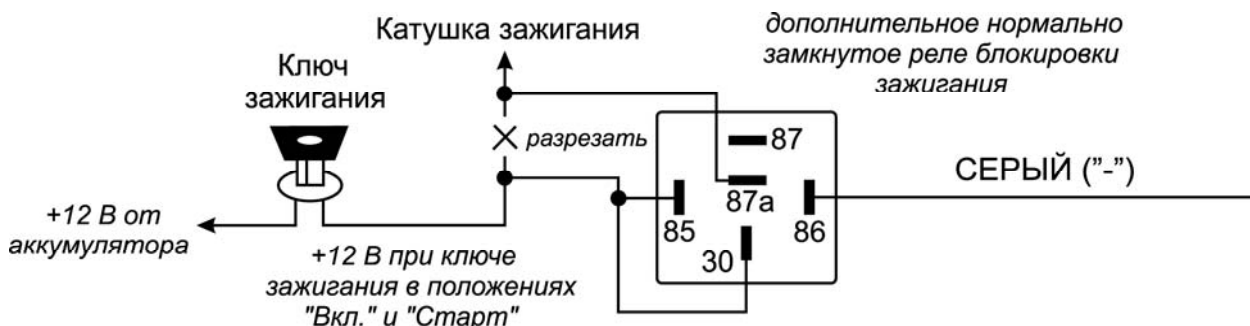 Катушка зажигания
дополнительное нормально
замкнутое реле блокировки
зажигания
Ключ
зажигания
разрезать
87
87a
85
86
30
СЕРЫЙ ("-")
+12 В от
аккумулятора
+12 В при ключе
зажигания в положениях
"Вкл." и "Старт"